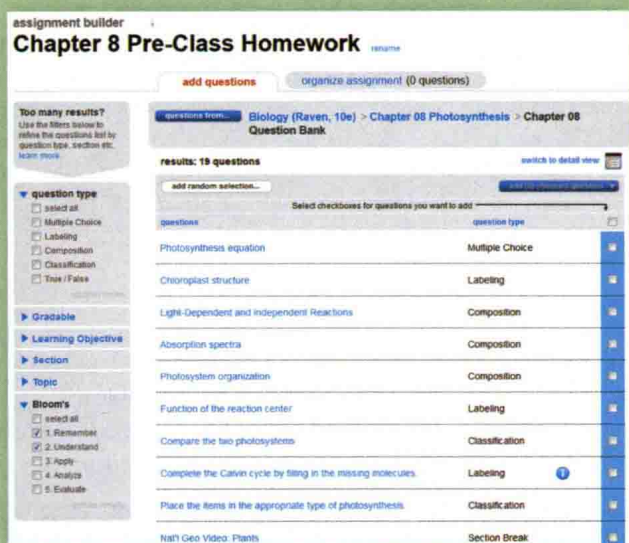 assignment builder
Chapter 8 Pre-Class Homework rename
add questions
organize assignment (0 questions)
Too many results?
Use the filters below to
refine the questions list by
question type, section etc.
learn more
questions from...
Biology (Raven, 10e) > Chapter 08 Photosynthesis > Chapter 08
Question Bank
results: 19 questions
switch to detail view
add random selection...
Select checkboxes for questions you want to add
questions
question type
question type
select all
Multiple Choice
Labeling
Composition
Classification
True / False
Gradable
Learning Objective
Section
Topic
Bloom's
select all
1. Remember
2. Understand
3. Apply
4. Analyze
5. Evaluate
Photosynthesis equation Multiple Choice
Chloroplast structure Labeling
Light-Dependent and Independent Reactions Composition
Absorption spectra Composition
Photosystem organization Composition
Function of the reaction center Labeling
Compare the two photosystems Classification
Complete the Calvin cycle by filling in the missing molecules. Labeling
Place the items in the appropriate type of photosynthesis Classification
Nat'l Geo Video: Plants Section Break